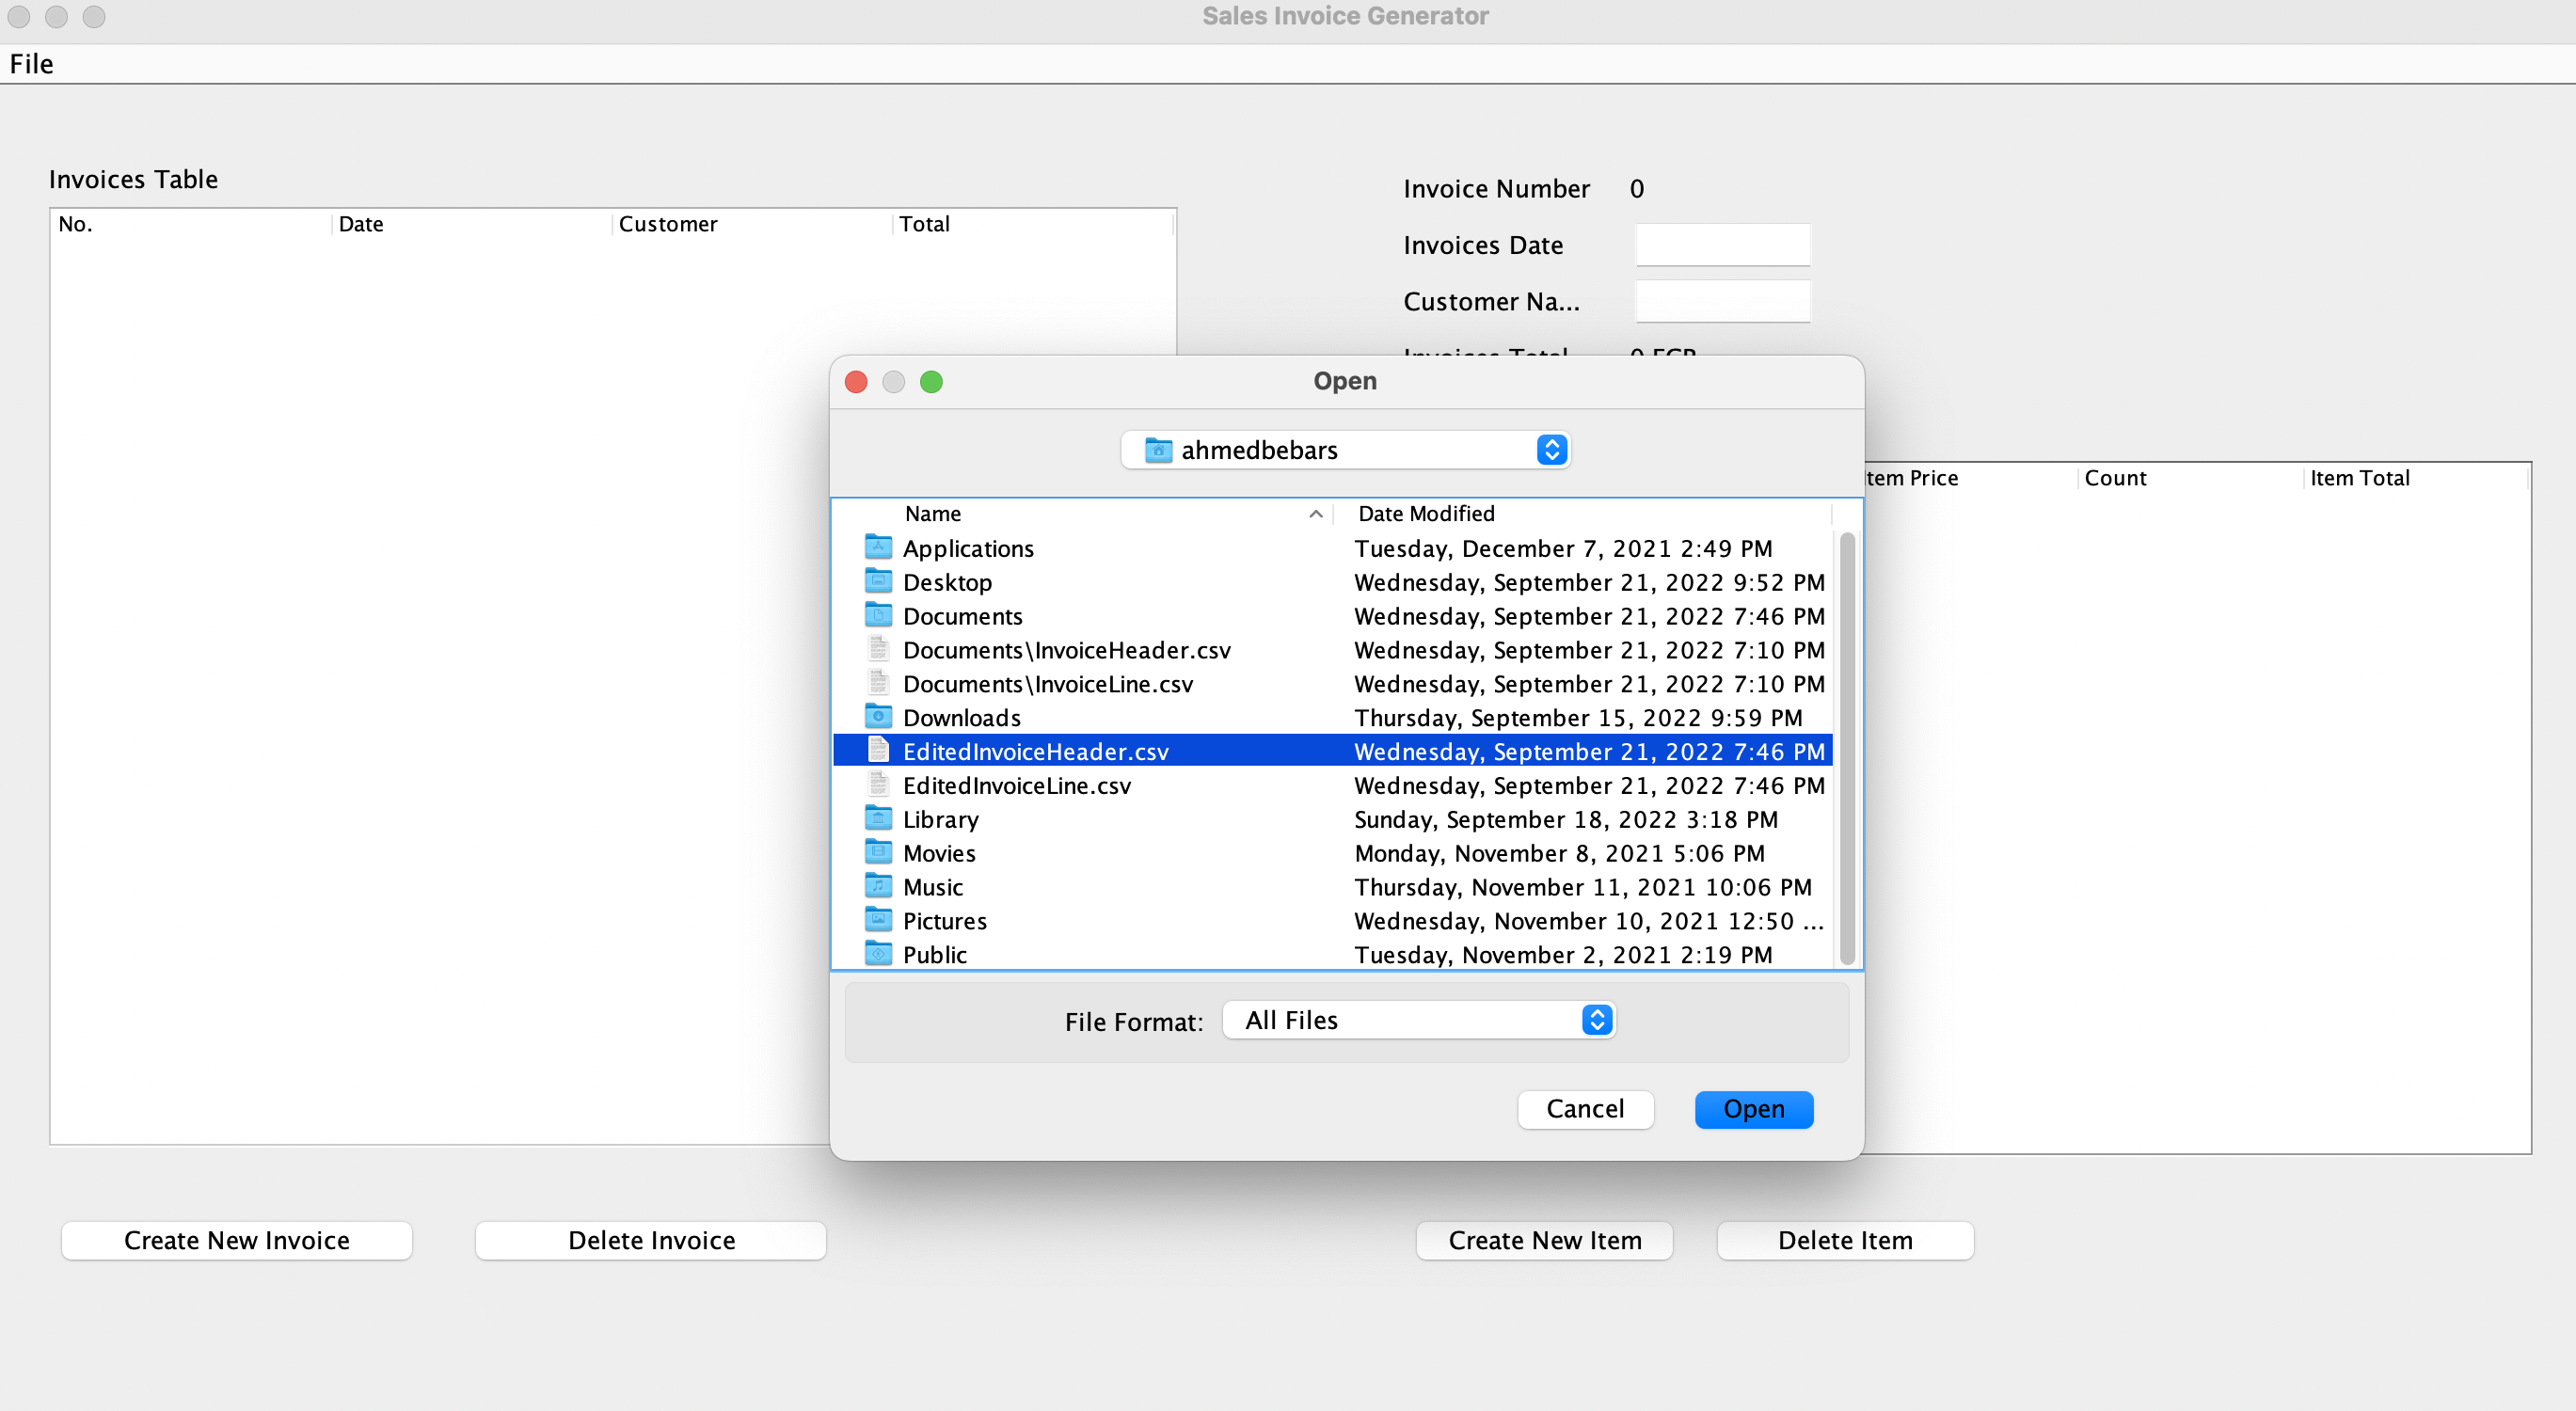 Sales Invoice Generator
File
Invoices Table
No. Date Customer Total
Invoice Number 0
Invoices Date
Customer Na...
Invoices Total
Open
ahmedbebars
Name Date Modified
Applications Tuesday, December 7, 2021 2:49 PM
Desktop Wednesday, September 21, 2022 9:52 PM
Documents Wednesday, September 21, 2022 7:46 PM
Documents\InvoiceHeader.csv Wednesday, September 21, 2022 7:10 PM
Documents\InvoiceLine.csv Wednesday, September 21, 2022 7:10 PM
Downloads Thursday, September 15, 2022 9:59 PM
EditedInvoiceHeader.csv Wednesday, September 21, 2022 7:46 PM
EditedInvoiceLine.csv Wednesday, September 21, 2022 7:46 PM
Library Sunday, September 18, 2022 3:18 PM
Movies Monday, November 8, 2021 5:06 PM
Music Thursday, November 11, 2021 10:06 PM
Pictures Wednesday, November 10, 2021 12:50 ...
Public Tuesday, November 2, 2021 2:19 PM
File Format: All Files
Cancel Open
Item Price Count Item Total
Create New Invoice Delete Invoice
Create New Item Delete Item